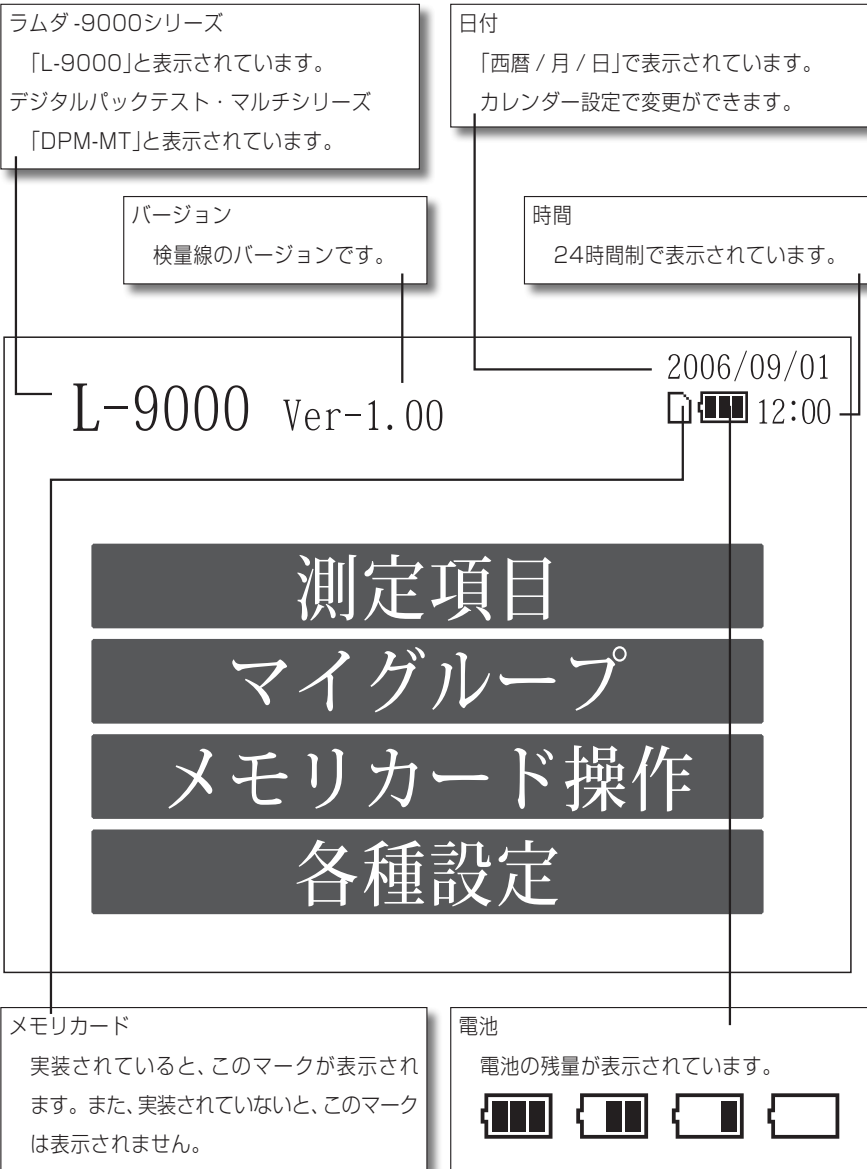 ラムダ-9000シリーズ
「L-9000」と表示されています。
デジタルパックテスト・マルチシリーズ
「DPM-MT」と表示されています。
日付
「西暦 / 月 / 日」で表示されています。
カレンダー設定で変更ができます。
バージョン
検量線のバージョンです。
時間
24時間制で表示されています。
L-9000 Ver-1.00
2006/09/01
12:00
測定項目
マイグループ
メモリカード操作
各種設定
メモリカード
実装されていると、このマークが表示され
ます。また、実装されていないと、このマーク
は表示されません。
電池
電池の残量が表示されています。